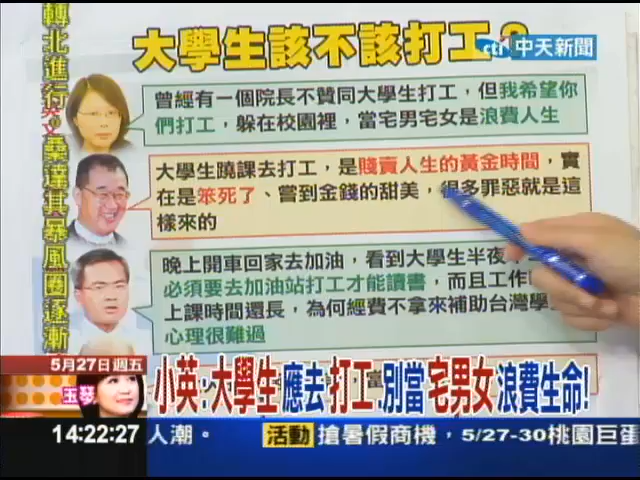 大學生該不該打工?
cti 中天新聞
轉北進行。
桑達其暴風圈逐漸
曾經有一個院長不贊同大學生打工，但我希望你
們打工，躲在校園裡，當宅男宅女是浪費人生
大學生蹺課去打工，是賤賣人生的黃金時間，實
在是笨死了、嘗到金錢的甜美，很多罪惡就是這
樣來的
晚上開車回家去加油，看到大學生半夜
必須要去加油站打工才能讀書，而且工作
上課時間還長，為何經費不拿來補助台灣學
心理很難過
5月27日週五
玉琴
小英:大學生應去打工.別當宅男女浪費生命!
14:22:27
人潮。
活動 搶暑假商機，5/27-30桃園巨蛋